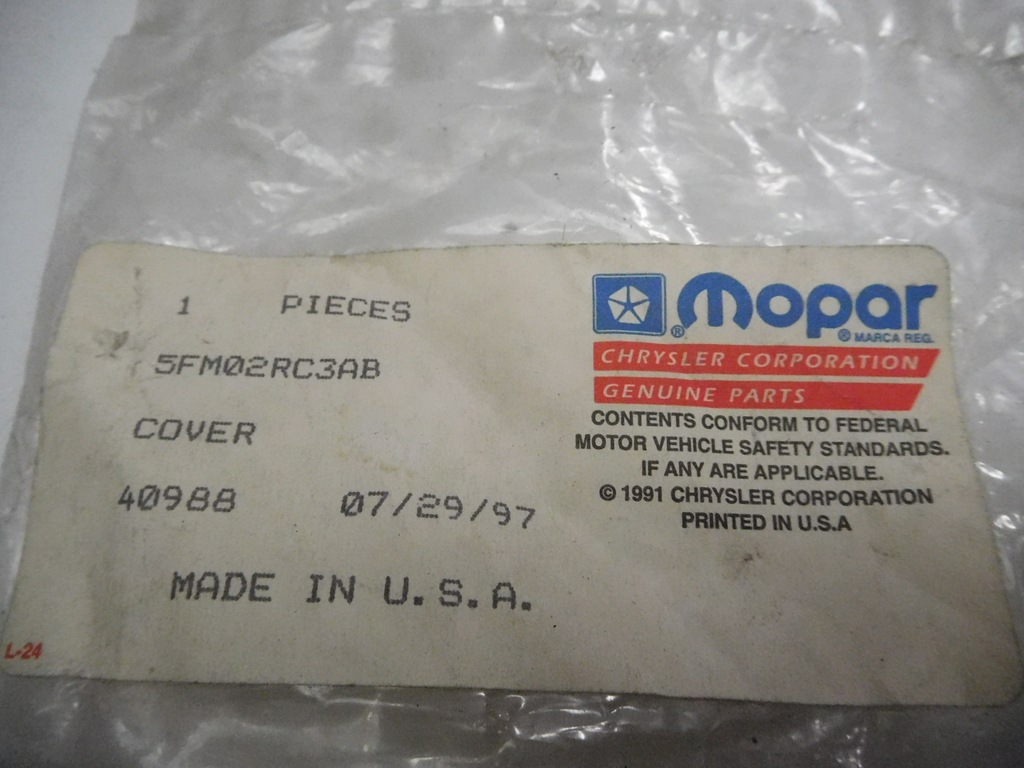 1 PIECES
5FM02RC3AB
COVER
40988 07/29/97
MADE IN U.S.A.
L-24
Mopar
® ® MARCA REG.
CHRYSLER CORPORATION
GENUINE PARTS
CONTENTS CONFORM TO FEDERAL
MOTOR VEHICLE SAFETY STANDARDS.
IF ANY ARE APPLICABLE.
© 1991 CHRYSLER CORPORATION
PRINTED IN U.S.A